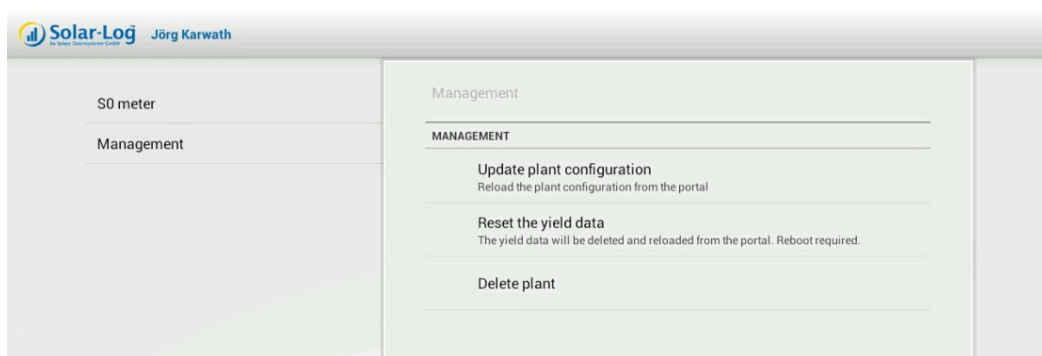 Solar-Log Jörg Karwath
S0 meter
Management
Management
MANAGEMENT
Update plant configuration
Reload the plant configuration from the portal
Reset the yield data
The yield data will be deleted and reloaded from the portal. Reboot required.
Delete plant